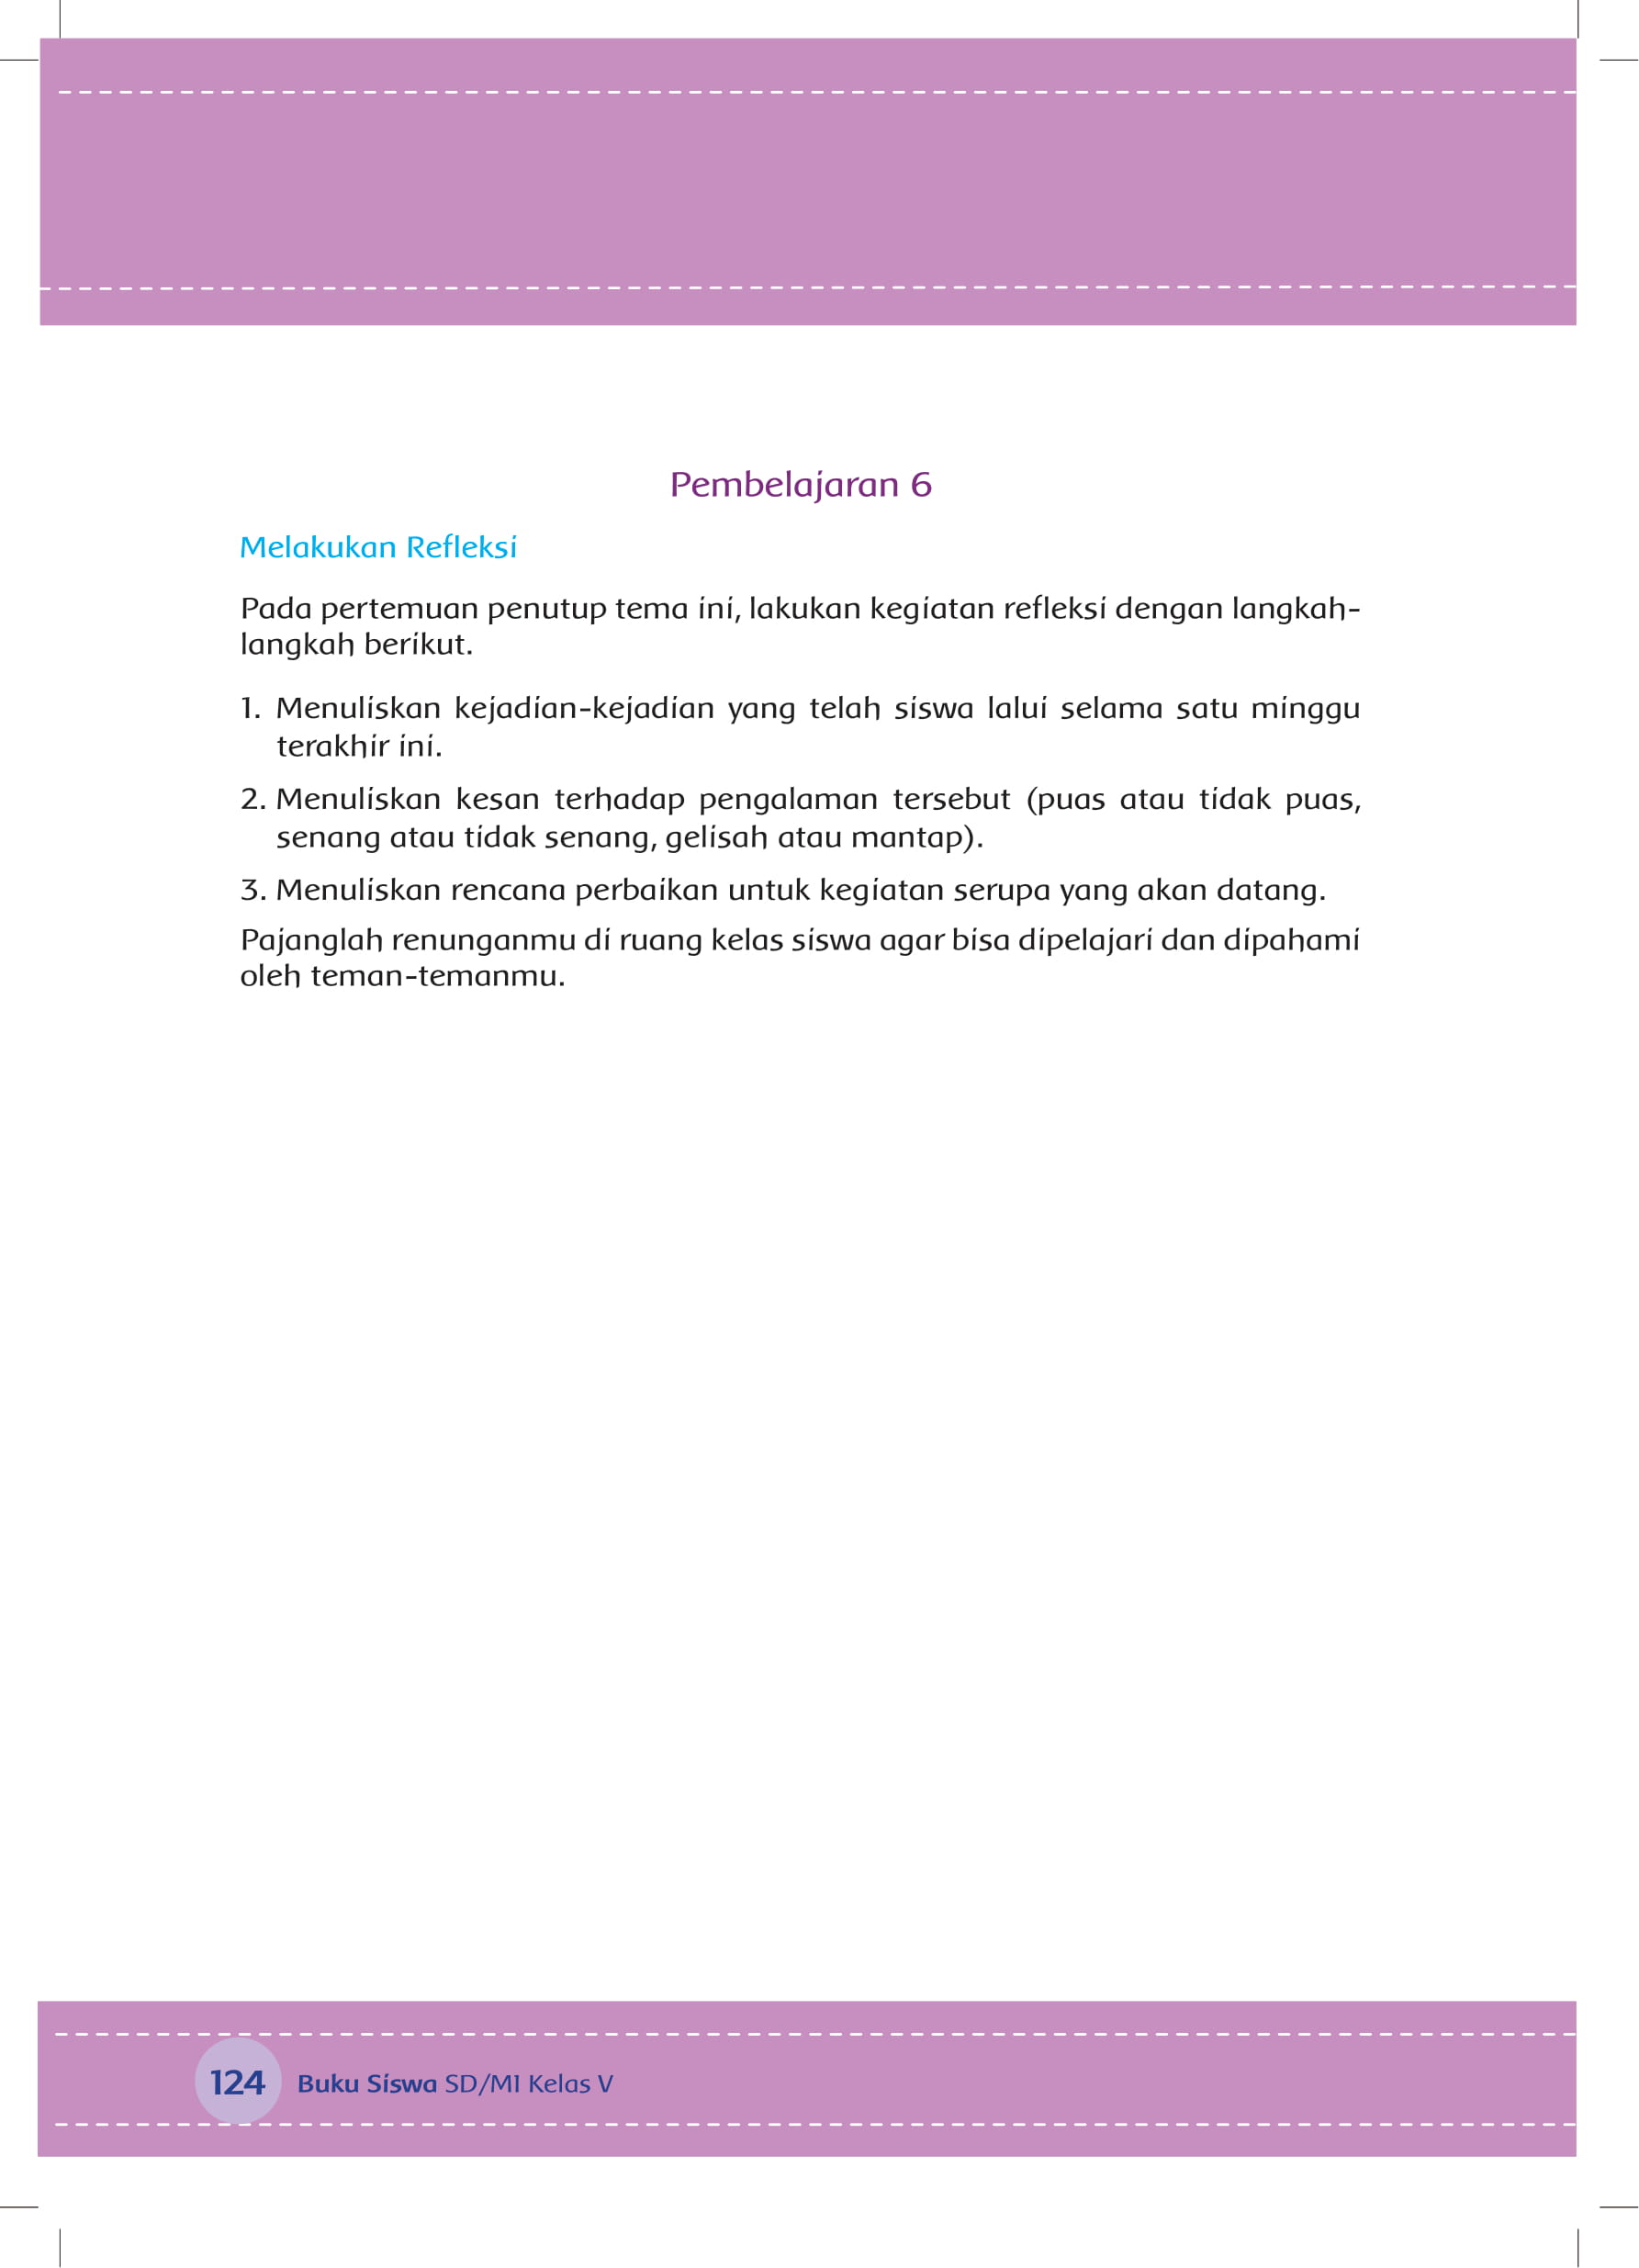 Pembelajaran 6
Melakukan Refleksi
Pada pertemuan penutup tema ini, lakukan kegiatan refleksi dengan langkah-
langkah berikut.
1. Menuliskan kejadian-kejadian yang telah siswa lalui selama satu minggu
terakhir ini.
2. Menuliskan kesan terhadap pengalaman tersebut (puas atau tidak puas,
senang atau tidak senang, gelisah atau mantap).
3. Menuliskan rencana perbaikan untuk kegiatan serupa yang akan datang.
Pajanglah renunganmu di ruang kelas siswa agar bisa dipelajari dan dipahami
oleh teman-temanmu.
124 Buku Siswa SD/MI Kelas V